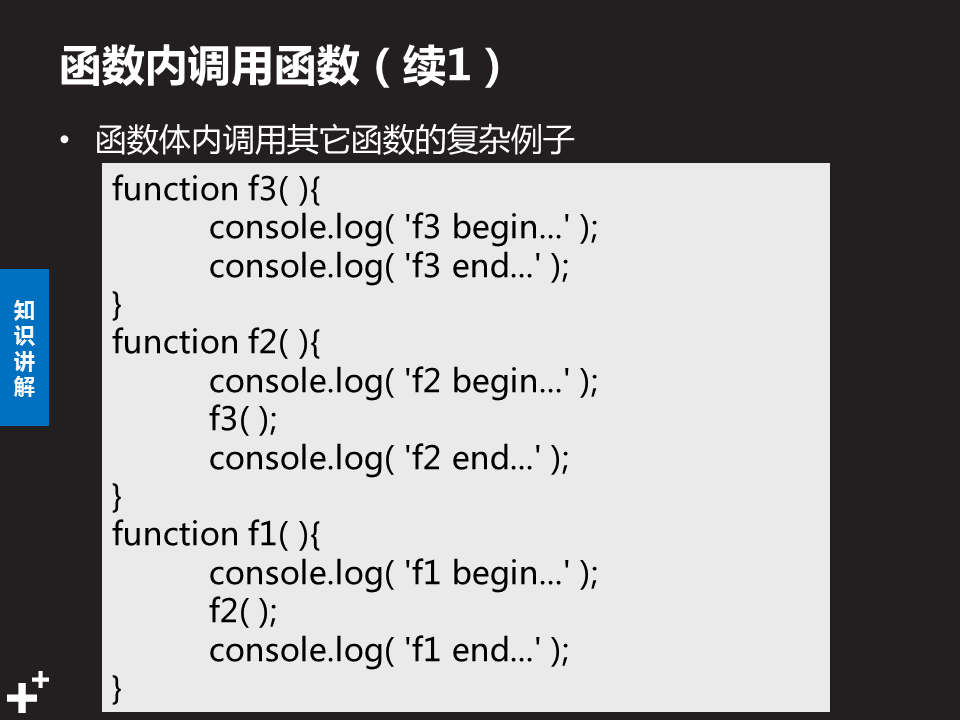 函数内调用函数（续1）
• 函数体内调用其它函数的复杂例子
function f3( ){
console.log( 'f3 begin...' );
console.log( 'f3 end...' );
}
function f2( ){
console.log( 'f2 begin...' );
f3( );
console.log( 'f2 end...' );
}
function f1( ){
console.log( 'f1 begin...' );
f2( );
console.log( 'f1 end...' );
}
知
识
讲
解